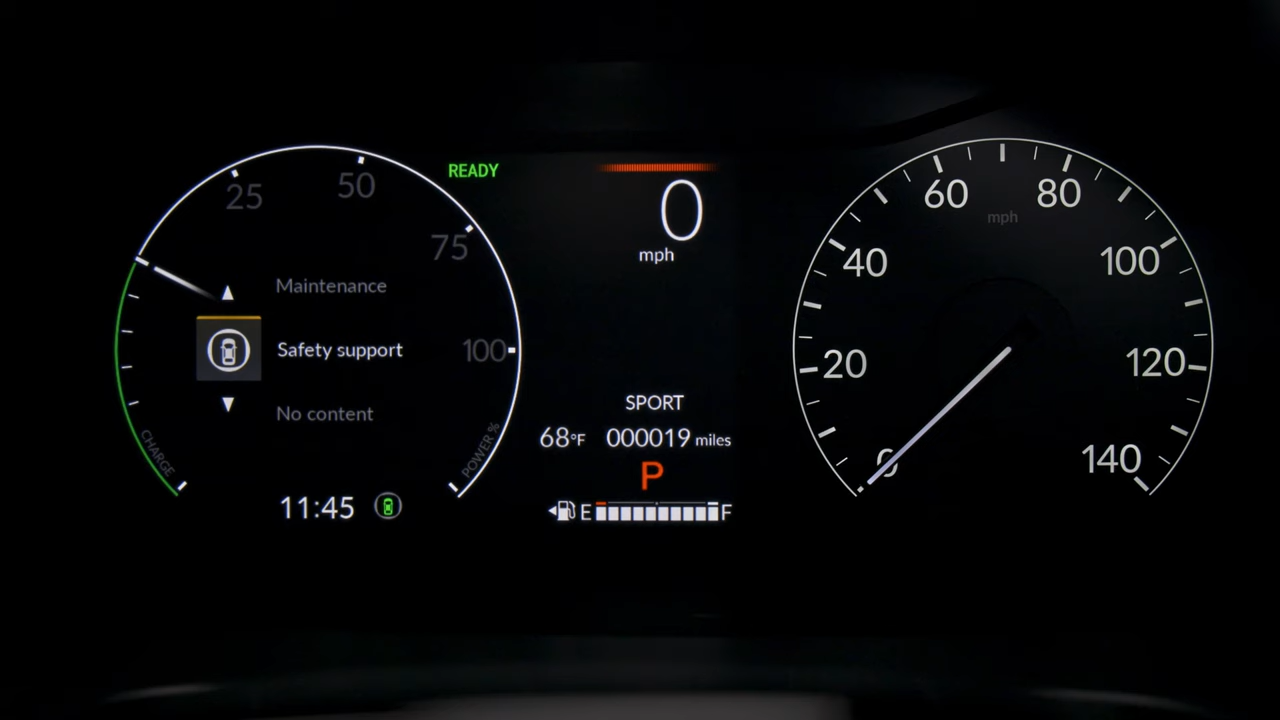 25
50
75
100
CHARGE
POWER %
Maintenance
Safety support
No content
11:45
READY
0
mph
SPORT
68°F 000019 miles
P
E F
0
20
40
60
80
100
120
140
mph